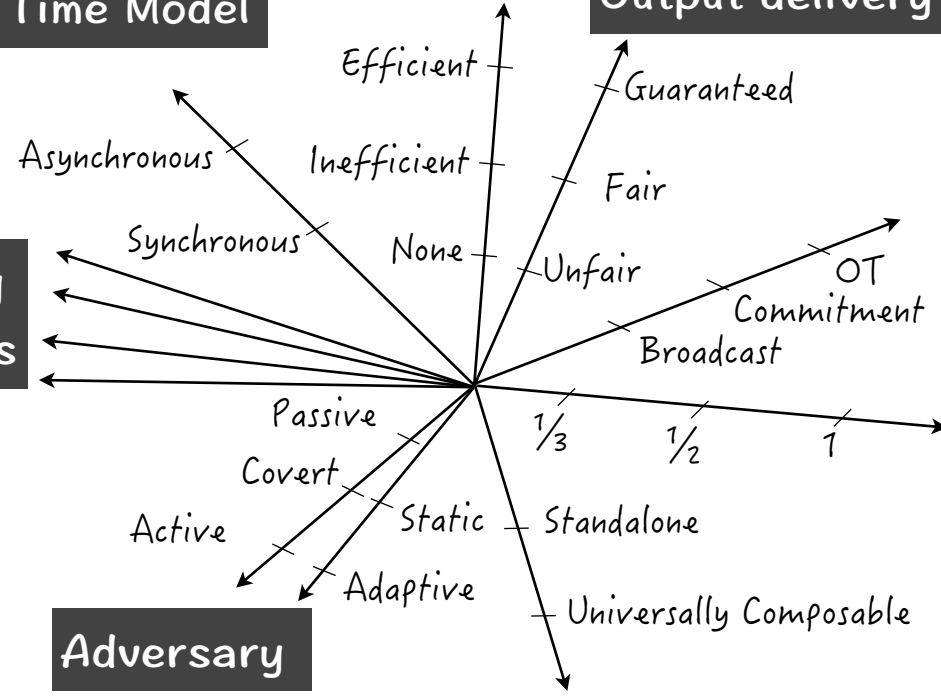 Time Model
Output delivery
Efficient
Guaranteed
Asynchronous
Inefficient
Fair
Synchronous
None
Unfair
OT
Commitment
Broadcast
s
Passive
1/3
1/2
1
Covert
Static
Standalone
Active
Adaptive
Universally Composable
Adversary